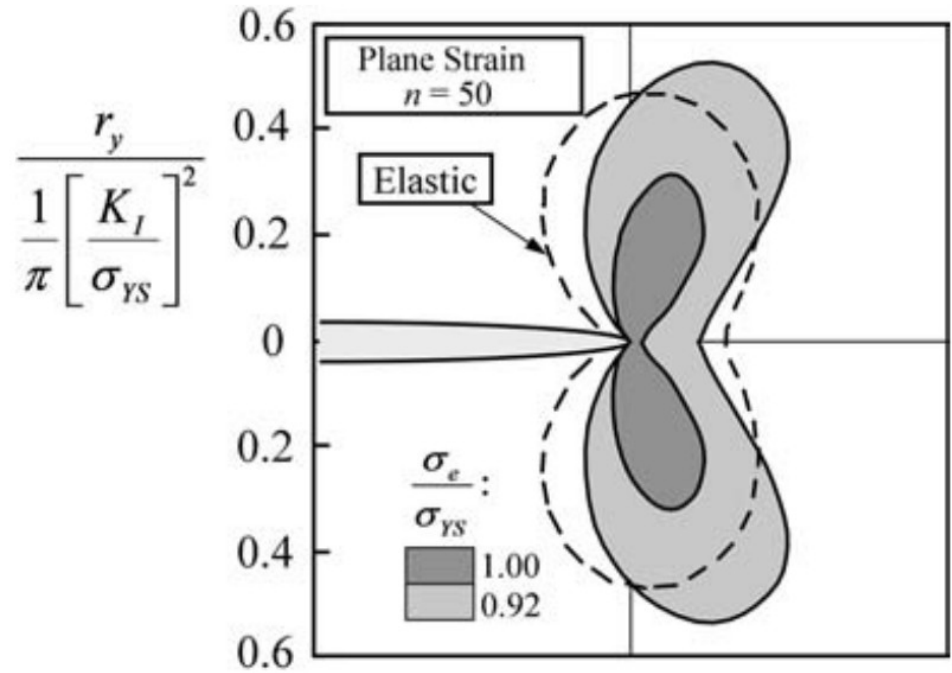 0.6
Plane Strain
n = 50
0.4
r_y
1/π [K_I/σ_YS]^2
Elastic
0.2
0
0.2
σ_e/σ_YS :
0.4
1.00
0.92
0.6